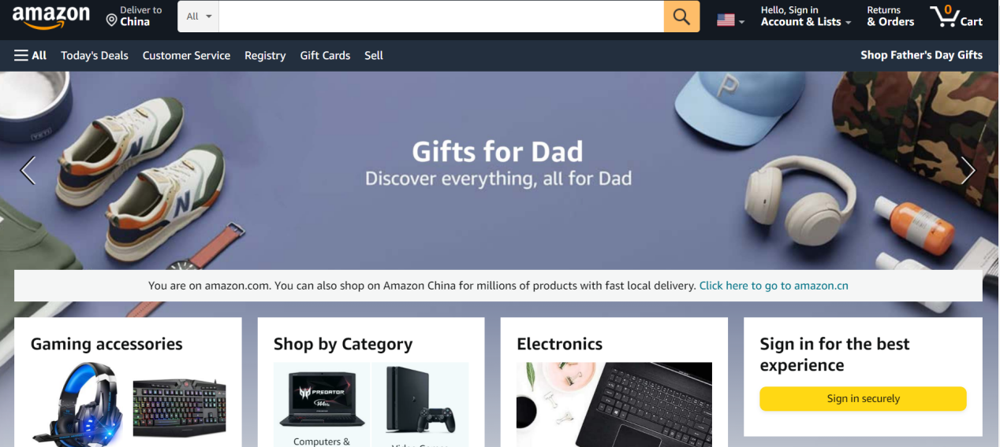 amazon
Deliver to
China
All
Hello, Sign in
Account & Lists
Returns
& Orders
0
Cart
All
Today's Deals
Customer Service
Registry
Gift Cards
Sell
Shop Father's Day Gifts
YETI
N
N
P
Gifts for Dad
Discover everything, all for Dad
You are on amazon.com. You can also shop on Amazon China for millions of products with fast local delivery. Click here to go to amazon.cn
Gaming accessories
Shop by Category
PREDATOR
144Hz
Computers &
Video Games
Electronics
Sign in for the best
experience
Sign in securely